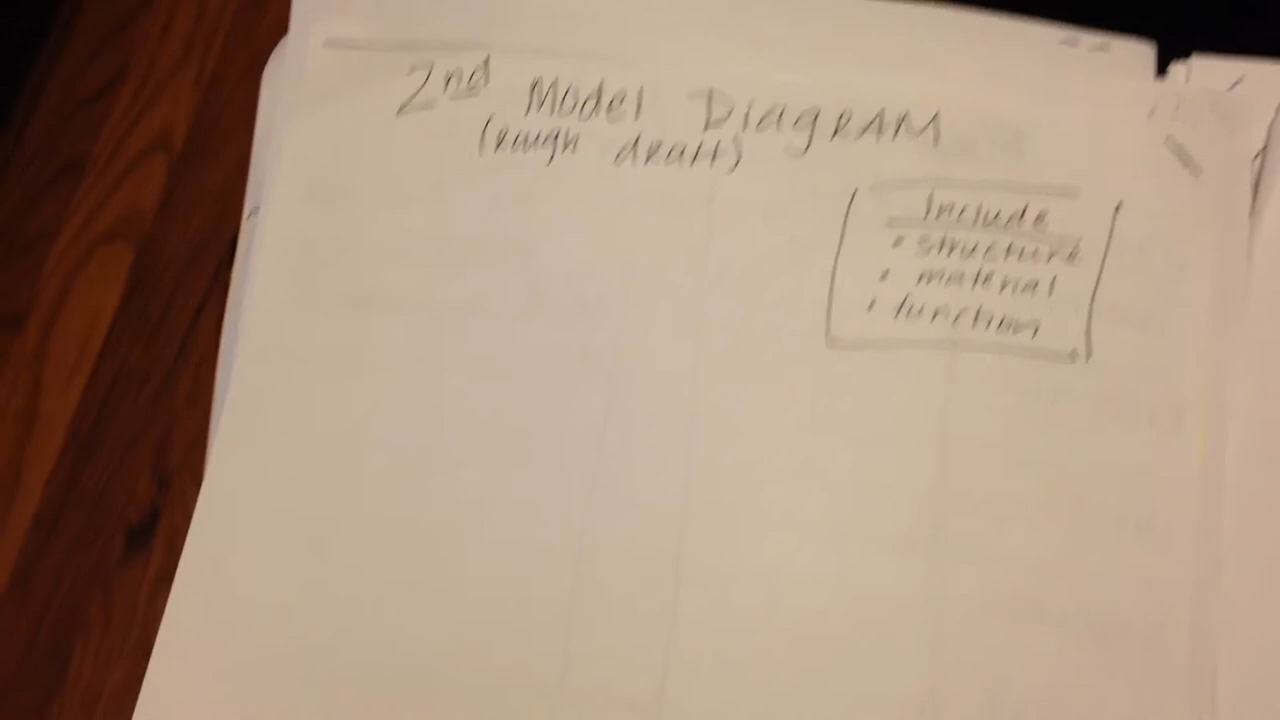 2nd Model DiagRAM
(rough draft)
Include
• structure
• material
• function